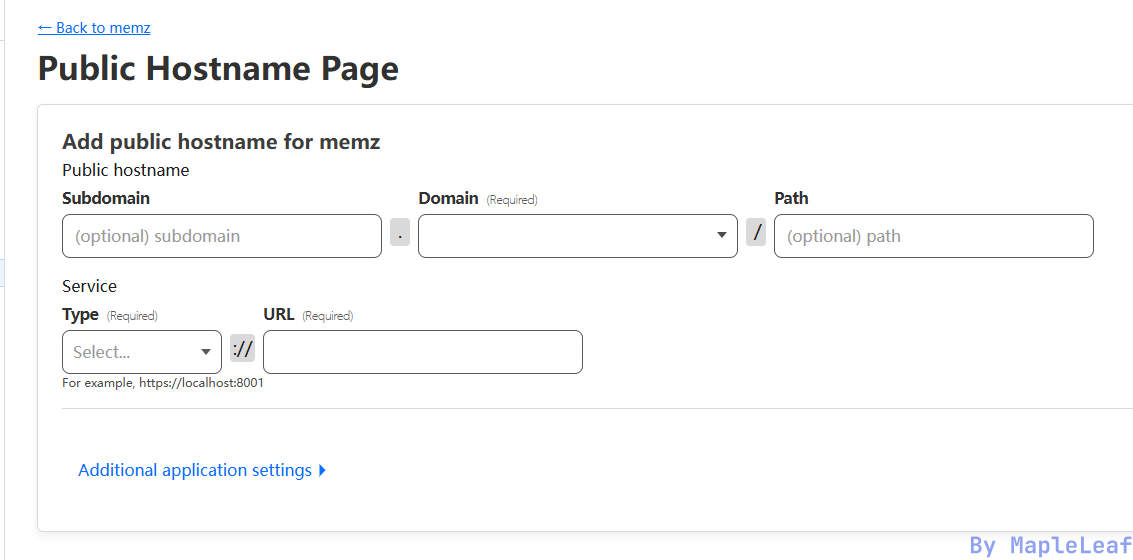 ← Back to memz
Public Hostname Page
Add public hostname for memz
Public hostname
Subdomain Domain (Required) Path
(optional) subdomain . / (optional) path
Service
Type (Required) URL (Required)
Select... ://
For example, https://localhost:8001
Additional application settings
By MapleLeaf